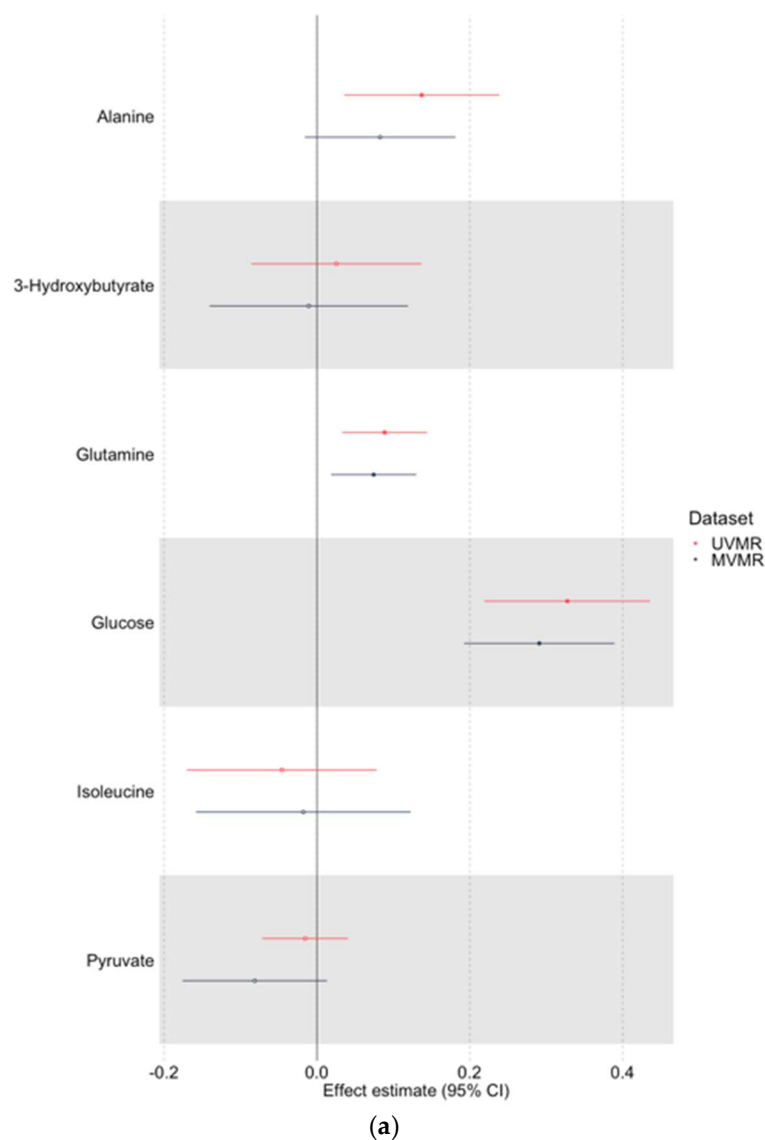 Alanine
3-Hydroxybutyrate
Glutamine
Glucose
Isoleucine
Pyruvate
Dataset
UVMR
MVMR
-0.2 0.0 0.2 0.4
Effect estimate (95% CI)
(a)